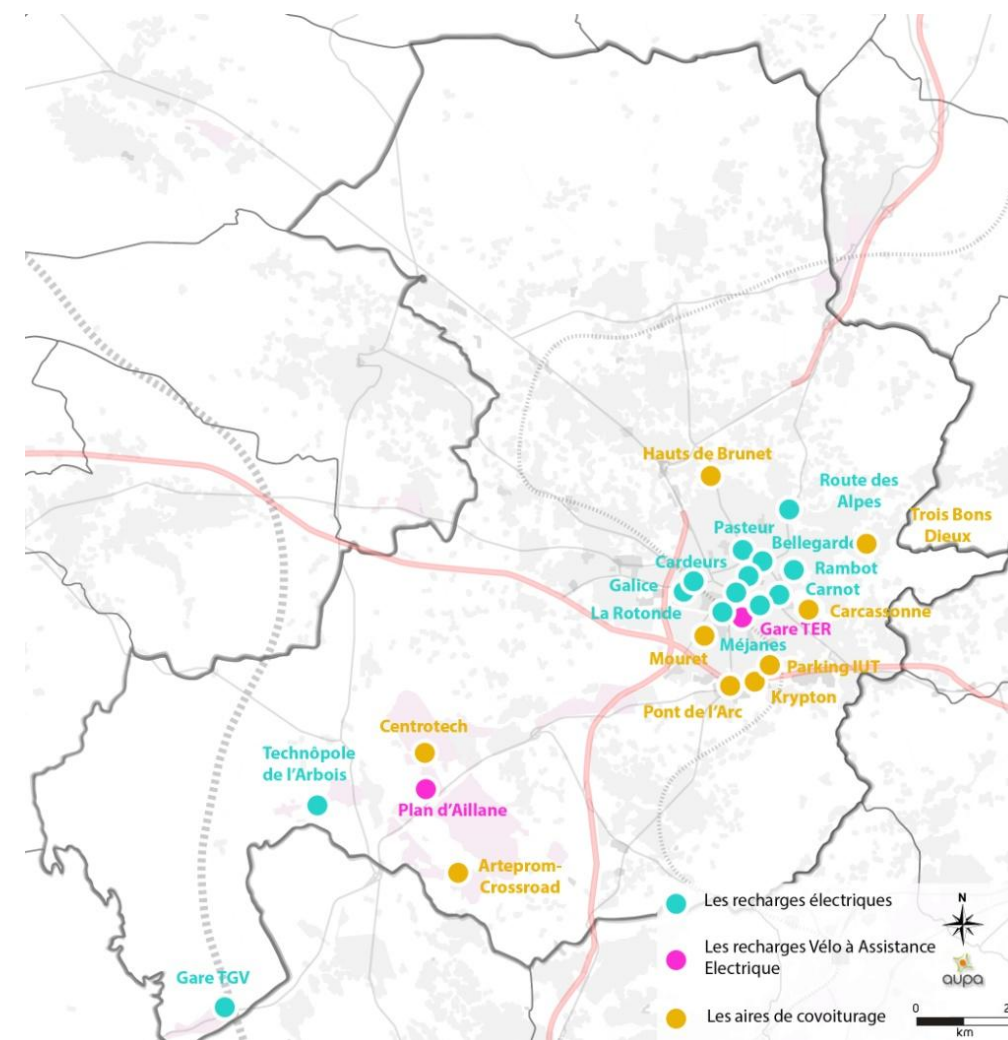 Hauts de Brunet
Route des
Alpes
Pasteur
Trois Bons
Dieux
Bellegarde
Cardeurs
Rambot
Galice
Carnot
La Rotonde
Carcassonne
Gare TER
Méjanes
Mouret
Parking IUT
Krypton
Pont de l'Arc
Centrotech
Technôpole
de l'Arbois
Plan d'Aillane
Arteprom-
Crossroad
Gare TGV
Les recharges électriques
N
Les recharges Vélo à Assistance
Electrique
aupa
Les aires de covoiturage
0 2
km